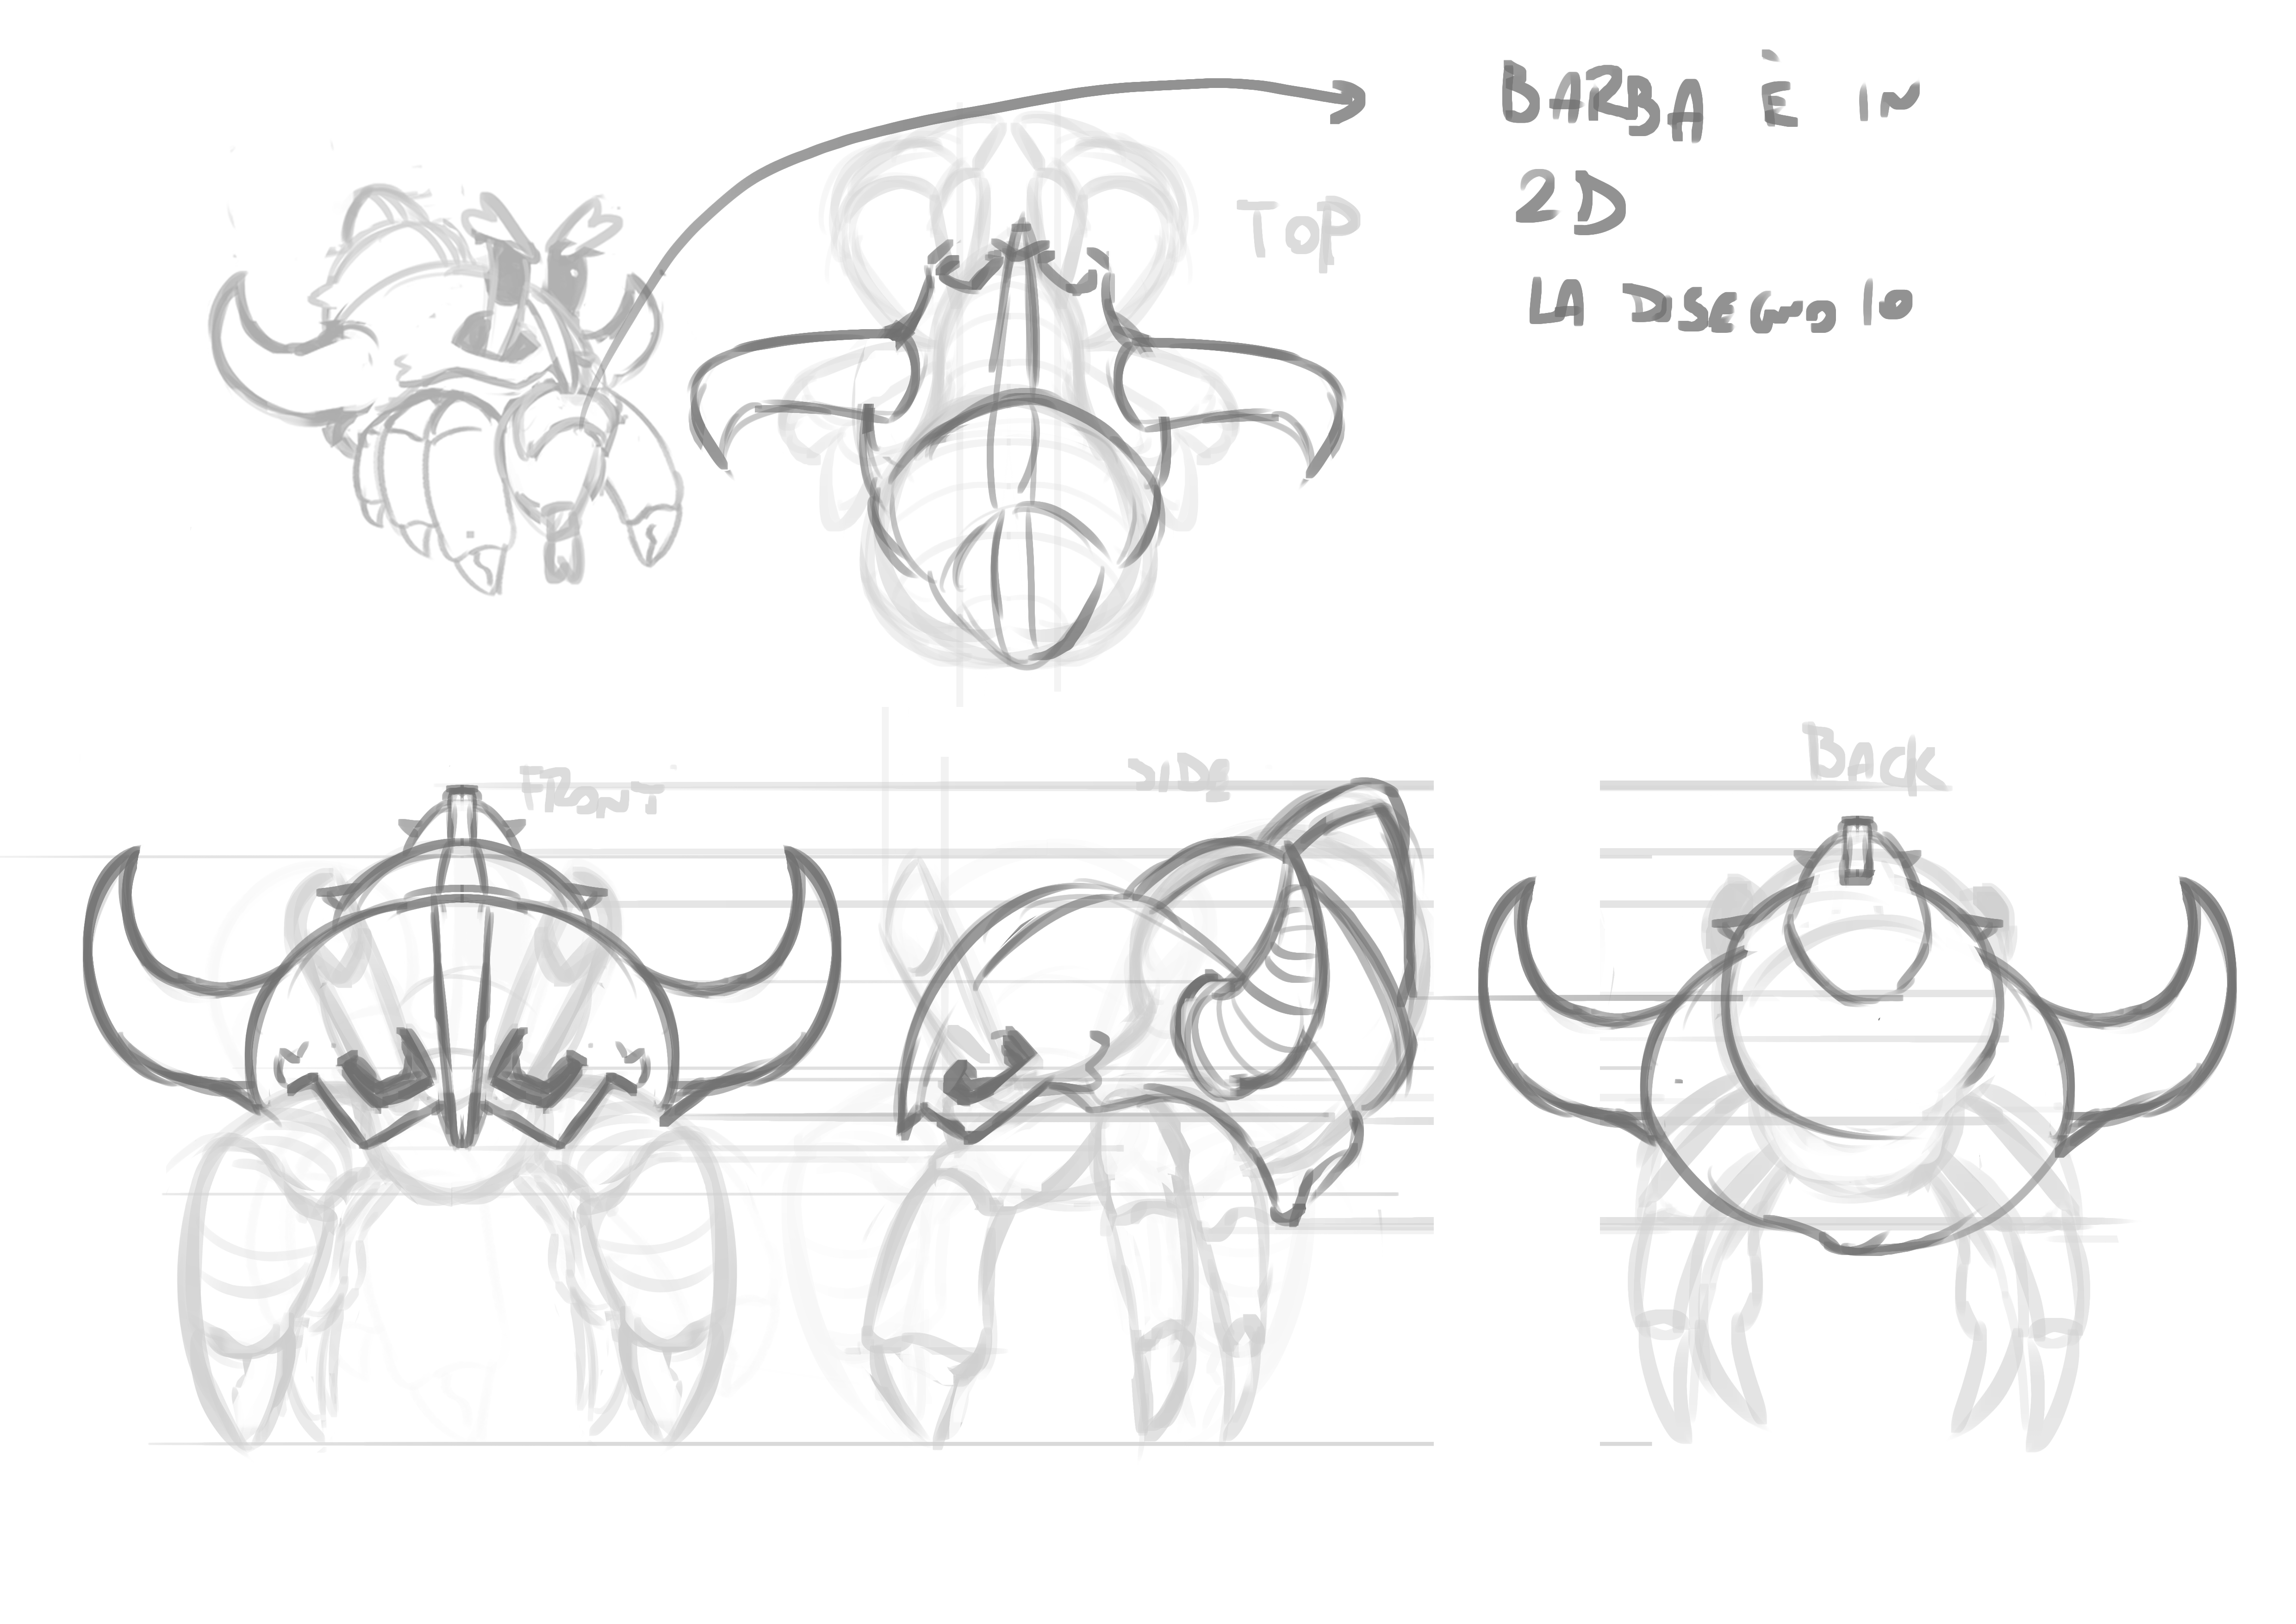 BARBA È IN
2D
LA DISEGNO IO
TOP
FRONT
SIDE
BACK